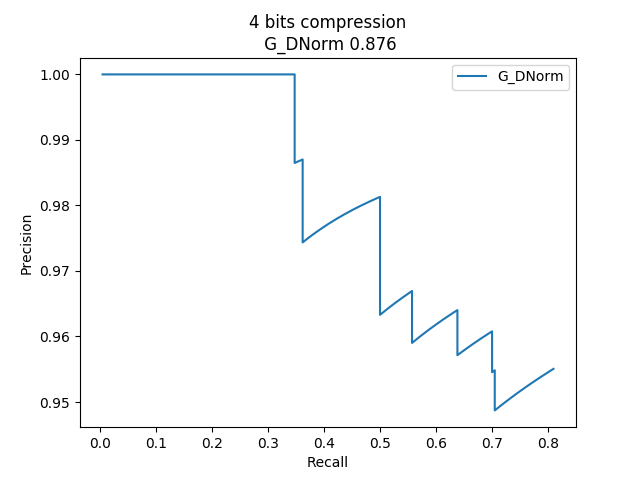 4 bits compression
G_DNorm 0.876
G_DNorm
1.00
0.99
0.98
0.97
0.96
0.95
Precision
0.0 0.1 0.2 0.3 0.4 0.5 0.6 0.7 0.8
Recall